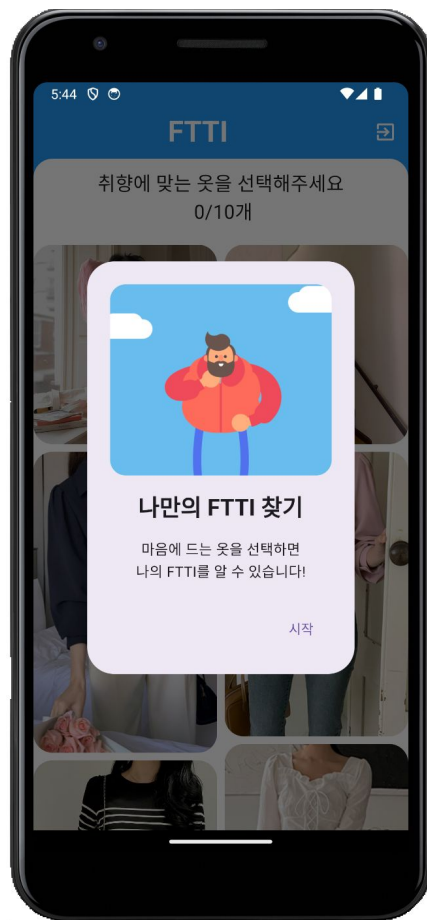 5:44
FTTI
취향에 맞는 옷을 선택해주세요
0/10개
나만의 FTTI 찾기
마음에 드는 옷을 선택하면
나의 FTTI를 알 수 있습니다!
시작